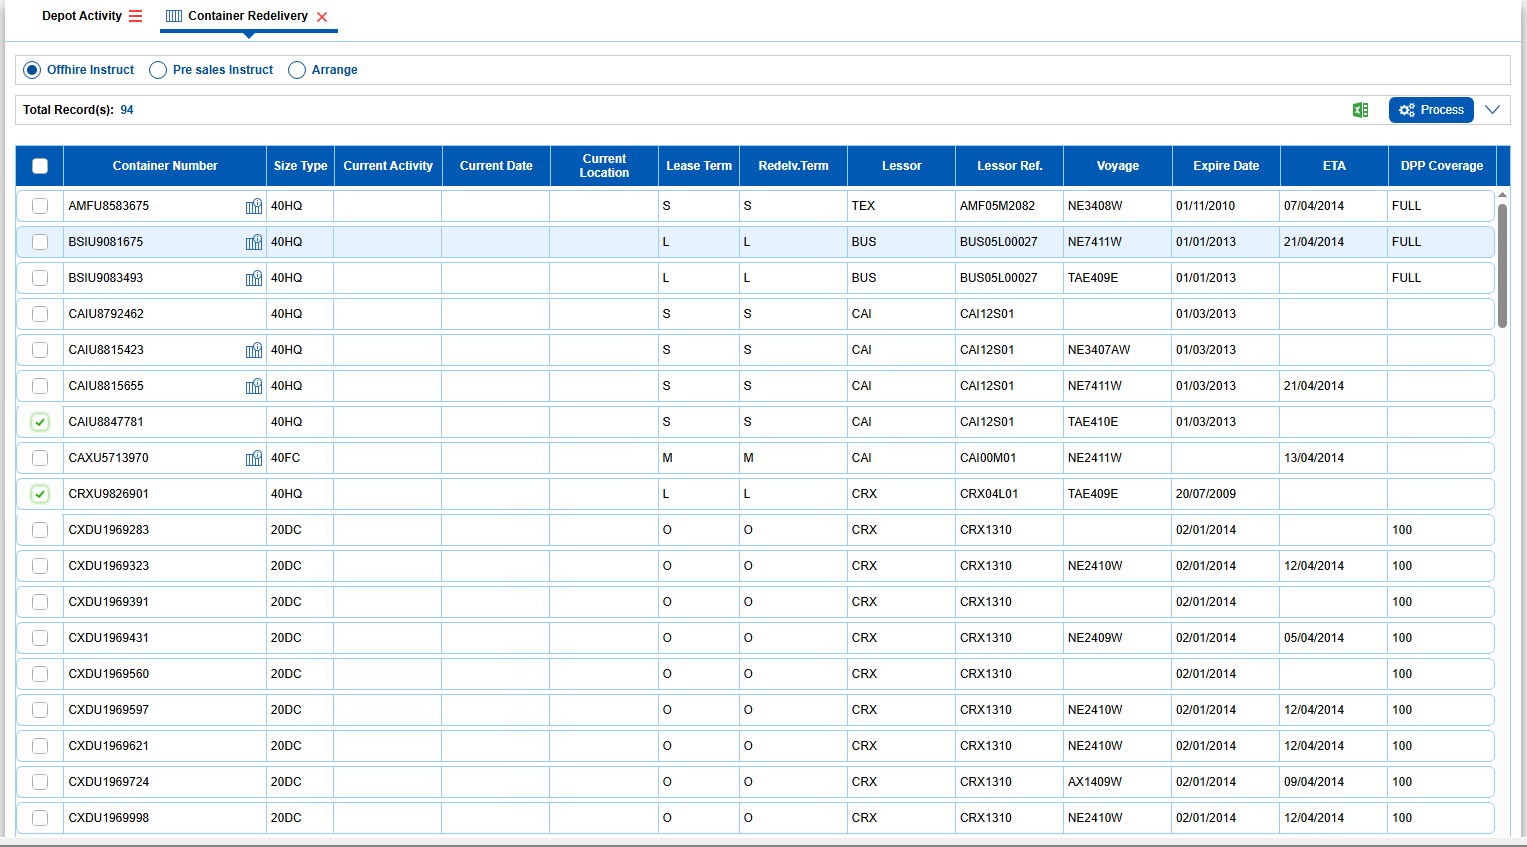 Depot Activity Container Redelivery
Offhire Instruct Pre sales Instruct Arrange
Total Record(s): 94 Process
Container Number Size Type Current Activity Current Date Current Location Lease Term Redelv.Term Lessor Lessor Ref. Voyage Expire Date ETA DPP Coverage
AMFU8583675 40HQ S S TEX AMF05M2082 NE3408W 01/11/2010 07/04/2014 FULL
BSIU9081675 40HQ L L BUS BUS05L00027 NE7411W 01/01/2013 21/04/2014 FULL
BSIU9083493 40HQ L L BUS BUS05L00027 TAE409E 01/01/2013 FULL
CAIU8792462 40HQ S S CAI CAI12S01 01/03/2013
CAIU8815423 40HQ S S CAI CAI12S01 NE3407AW 01/03/2013
CAIU8815655 40HQ S S CAI CAI12S01 NE7411W 01/03/2013 21/04/2014
CAIU8847781 40HQ S S CAI CAI12S01 TAE410E 01/03/2013
CAXU5713970 40FC M M CAI CAI00M01 NE2411W 13/04/2014
CRXU9826901 40HQ L L CRX CRX04L01 TAE409E 20/07/2009
CXDU1969283 20DC O O CRX CRX1310 02/01/2014 100
CXDU1969323 20DC O O CRX CRX1310 NE2410W 02/01/2014 12/04/2014 100
CXDU1969391 20DC O O CRX CRX1310 02/01/2014 100
CXDU1969431 20DC O O CRX CRX1310 NE2409W 02/01/2014 05/04/2014 100
CXDU1969560 20DC O O CRX CRX1310 02/01/2014 100
CXDU1969597 20DC O O CRX CRX1310 NE2410W 02/01/2014 12/04/2014 100
CXDU1969621 20DC O O CRX CRX1310 NE2410W 02/01/2014 12/04/2014 100
CXDU1969724 20DC O O CRX CRX1310 AX1409W 02/01/2014 09/04/2014 100
CXDU1969998 20DC O O CRX CRX1310 NE2410W 02/01/2014 12/04/2014 100